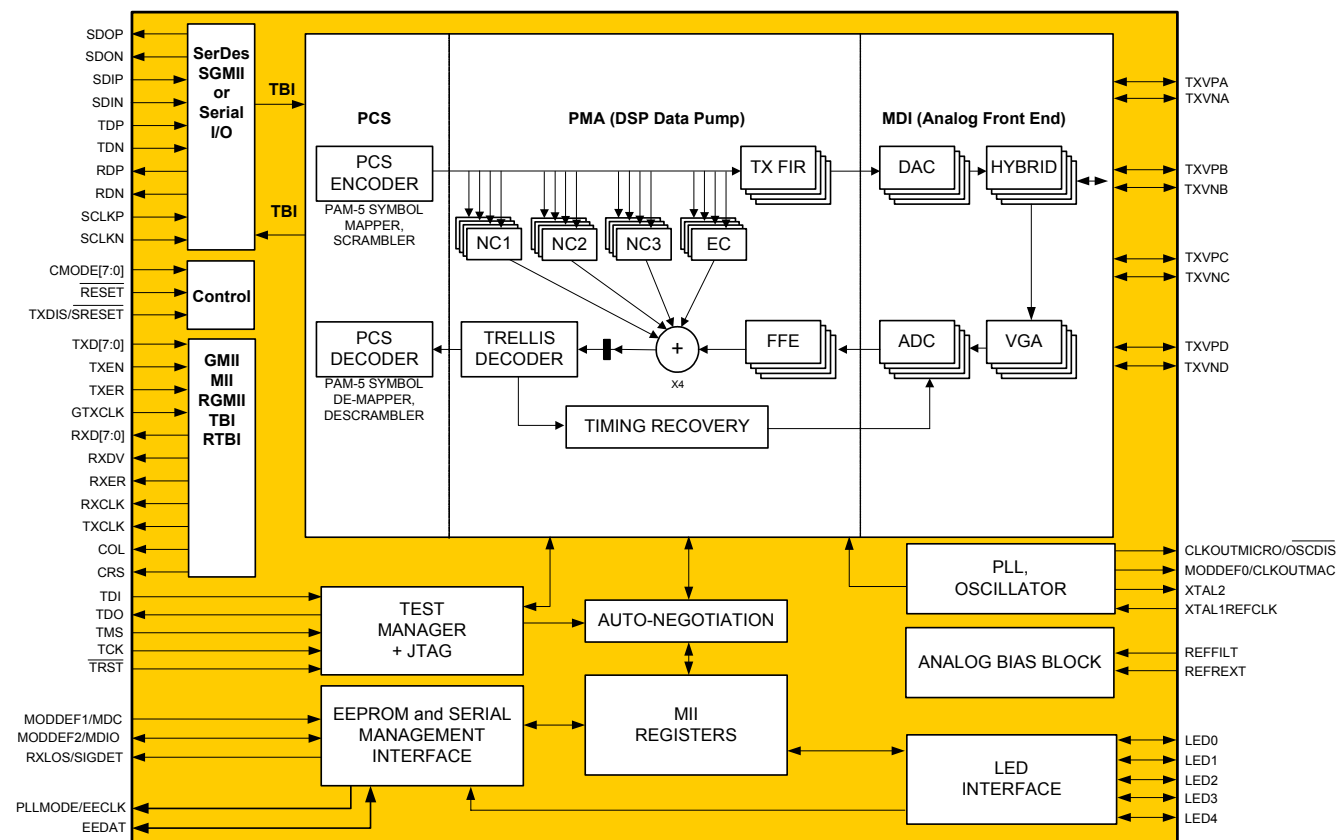 SDOP
SDON
SDIP
SDIN
TDP
TDN
RDP
RDN
SCLKP
SCLKN
CMODE[7:0]
RESET
TXDIS/SRESET
TXD[7:0]
TXEN
TXER
GTXCLK
RXD[7:0]
RXDV
RXER
RXCLK
TXCLK
COL
CRS
TDI
TDO
TMS
TCK
TRST
MODDEF1/MDC
MODDEF2/MDIO
RXLOS/SIGDET
PLLMODE/EECLK
EEDAT
SerDes
SGMII
or
Serial
I/O
TBI
TBI
Control
GMII
MII
RGMII
TBI
RTBI
PCS
PCS
ENCODER
PAM-5 SYMBOL
MAPPER,
SCRAMBLER
PCS
DECODER
PAM-5 SYMBOL
DE-MAPPER,
DESCRAMBLER
PMA (DSP Data Pump)
TX FIR
NC1
NC2
NC3
EC
TRELLIS
DECODER
+
X4
FFE
TIMING RECOVERY
MDI (Analog Front End)
DAC
HYBRID
ADC
VGA
TEST
MANAGER
+ JTAG
AUTO-NEGOTIATION
EEPROM and SERIAL
MANAGEMENT
INTERFACE
MII
REGISTERS
PLL,
OSCILLATOR
ANALOG BIAS BLOCK
LED
INTERFACE
TXVPA
TXVNA
TXVPB
TXVNB
TXVPC
TXVNC
TXVPD
TXVND
CLKOUTMICRO/OSCDIS
MODDEF0/CLKOUTMAC
XTAL2
XTAL1REFCLK
REFFILT
REFREXT
LED0
LED1
LED2
LED3
LED4